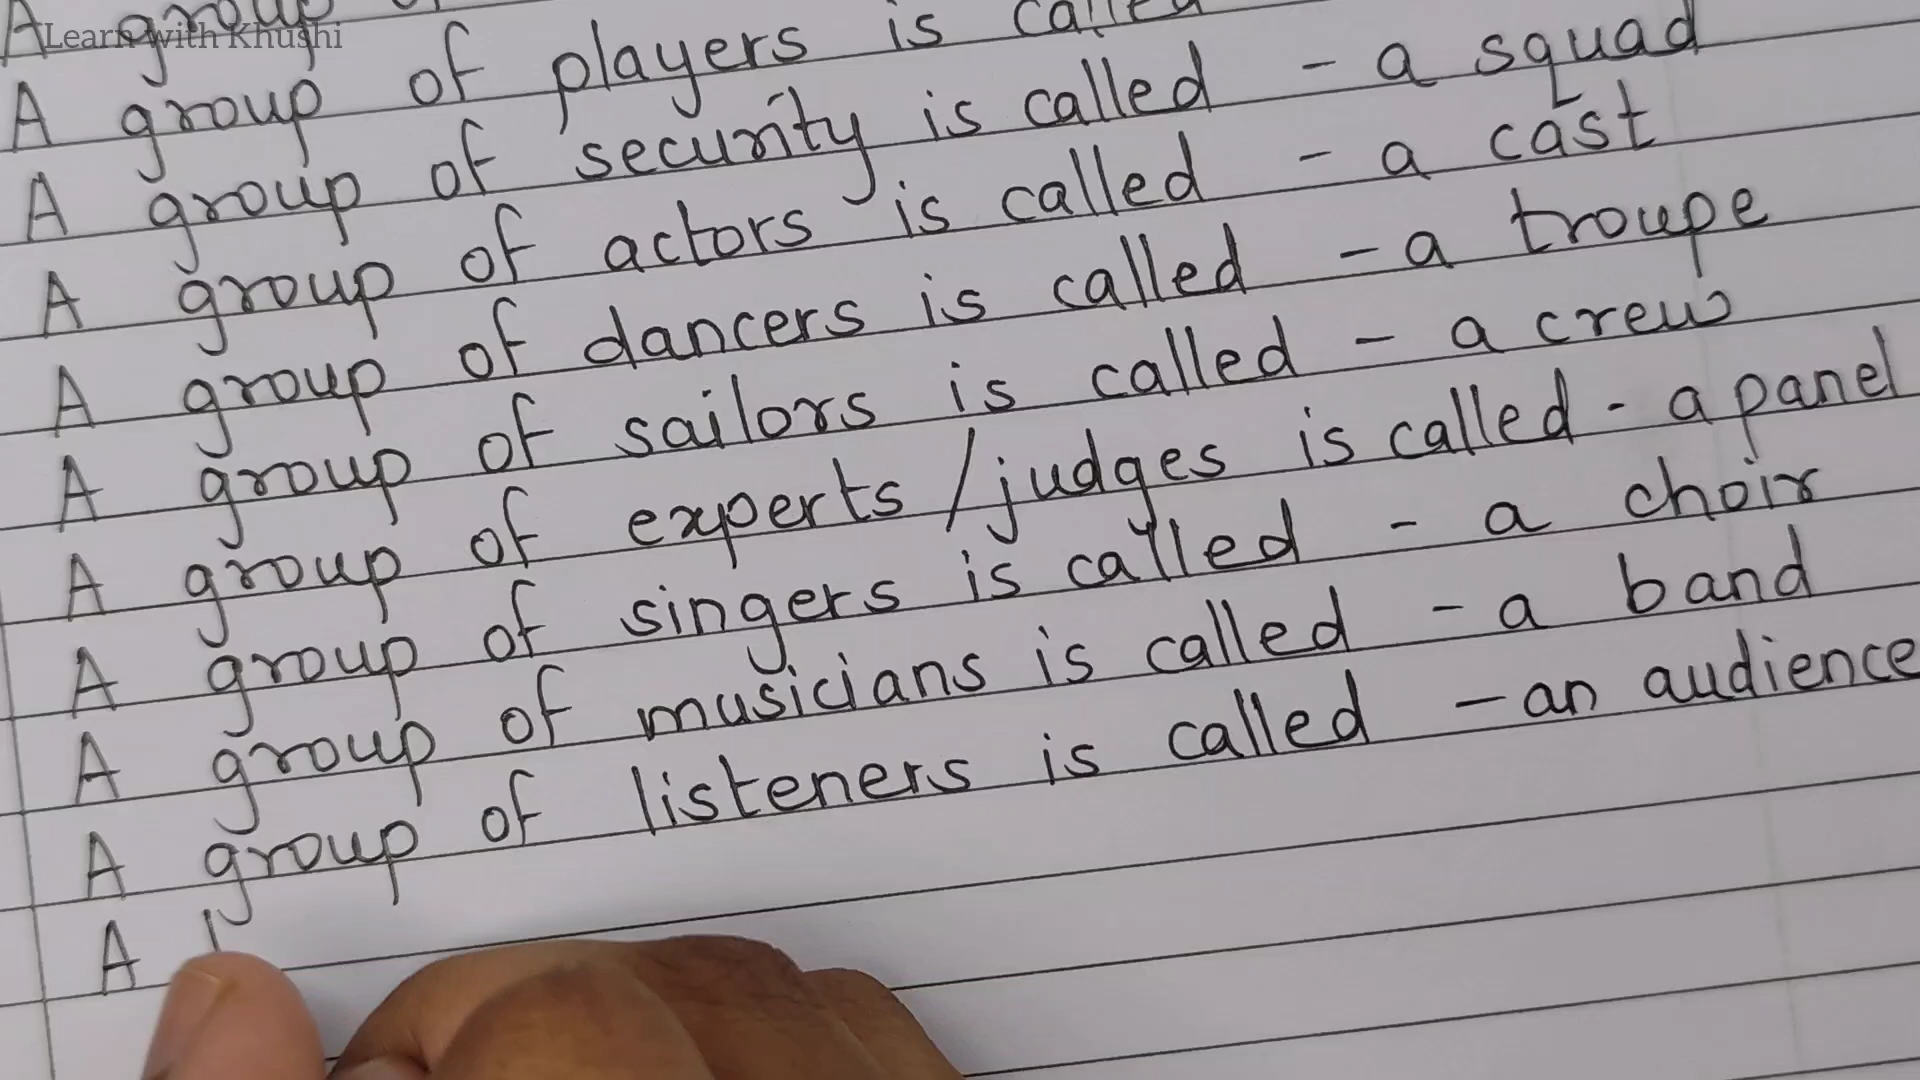 A group
Learn with Khushi
A group of players is called
A group of security is called - a squad
A group of actors is called - a cast
A group of dancers is called - a troupe
A group of sailors is called - a crew
A group of experts/judges is called - a panel
A group of singers is called - a choir
A group of musicians is called - a band
A group of listeners is called - an audience
A